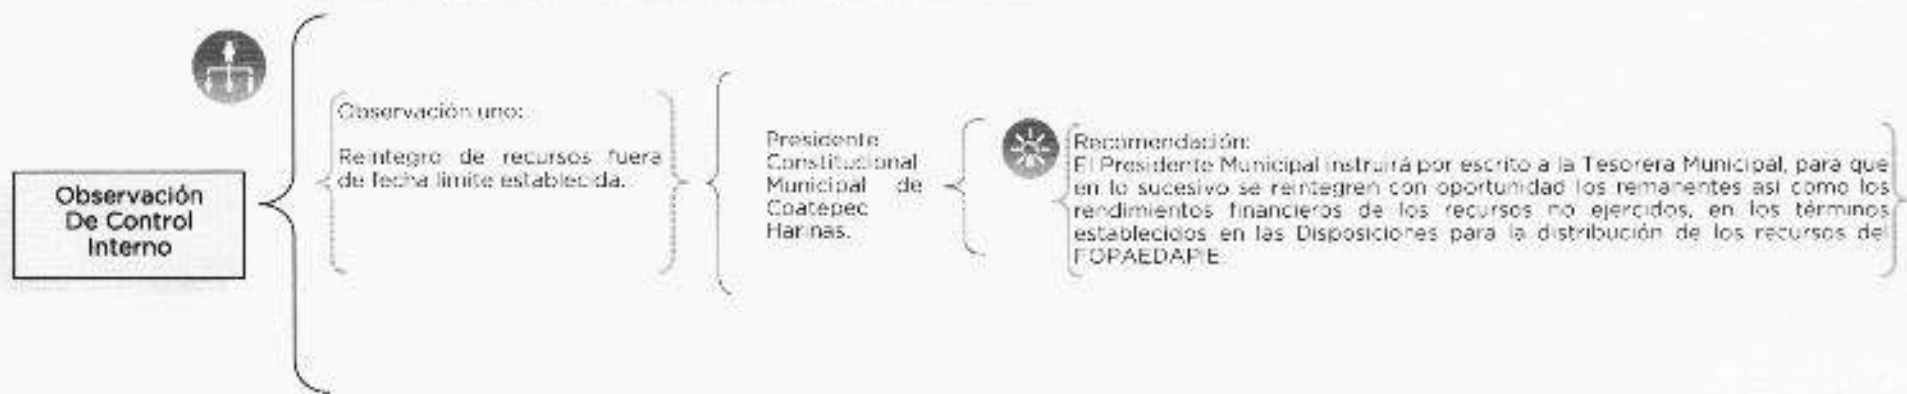 Observación
De Control
Interno
Observación uno:
Reintegro de recursos fuera
de fecha límite establecida.
Presidente
Constitucional
Municipal de
Coatepec
Harinas.
Recomendación:
El Presidente Municipal instruirá por escrito a la Tesorera Municipal, para que
en lo sucesivo se reintegren con oportunidad los remanentes así como los
rendimientos financieros de los recursos no ejercidos, en los términos
establecidos en las Disposiciones para la distribución de los recursos del
FOPAEDAPIE